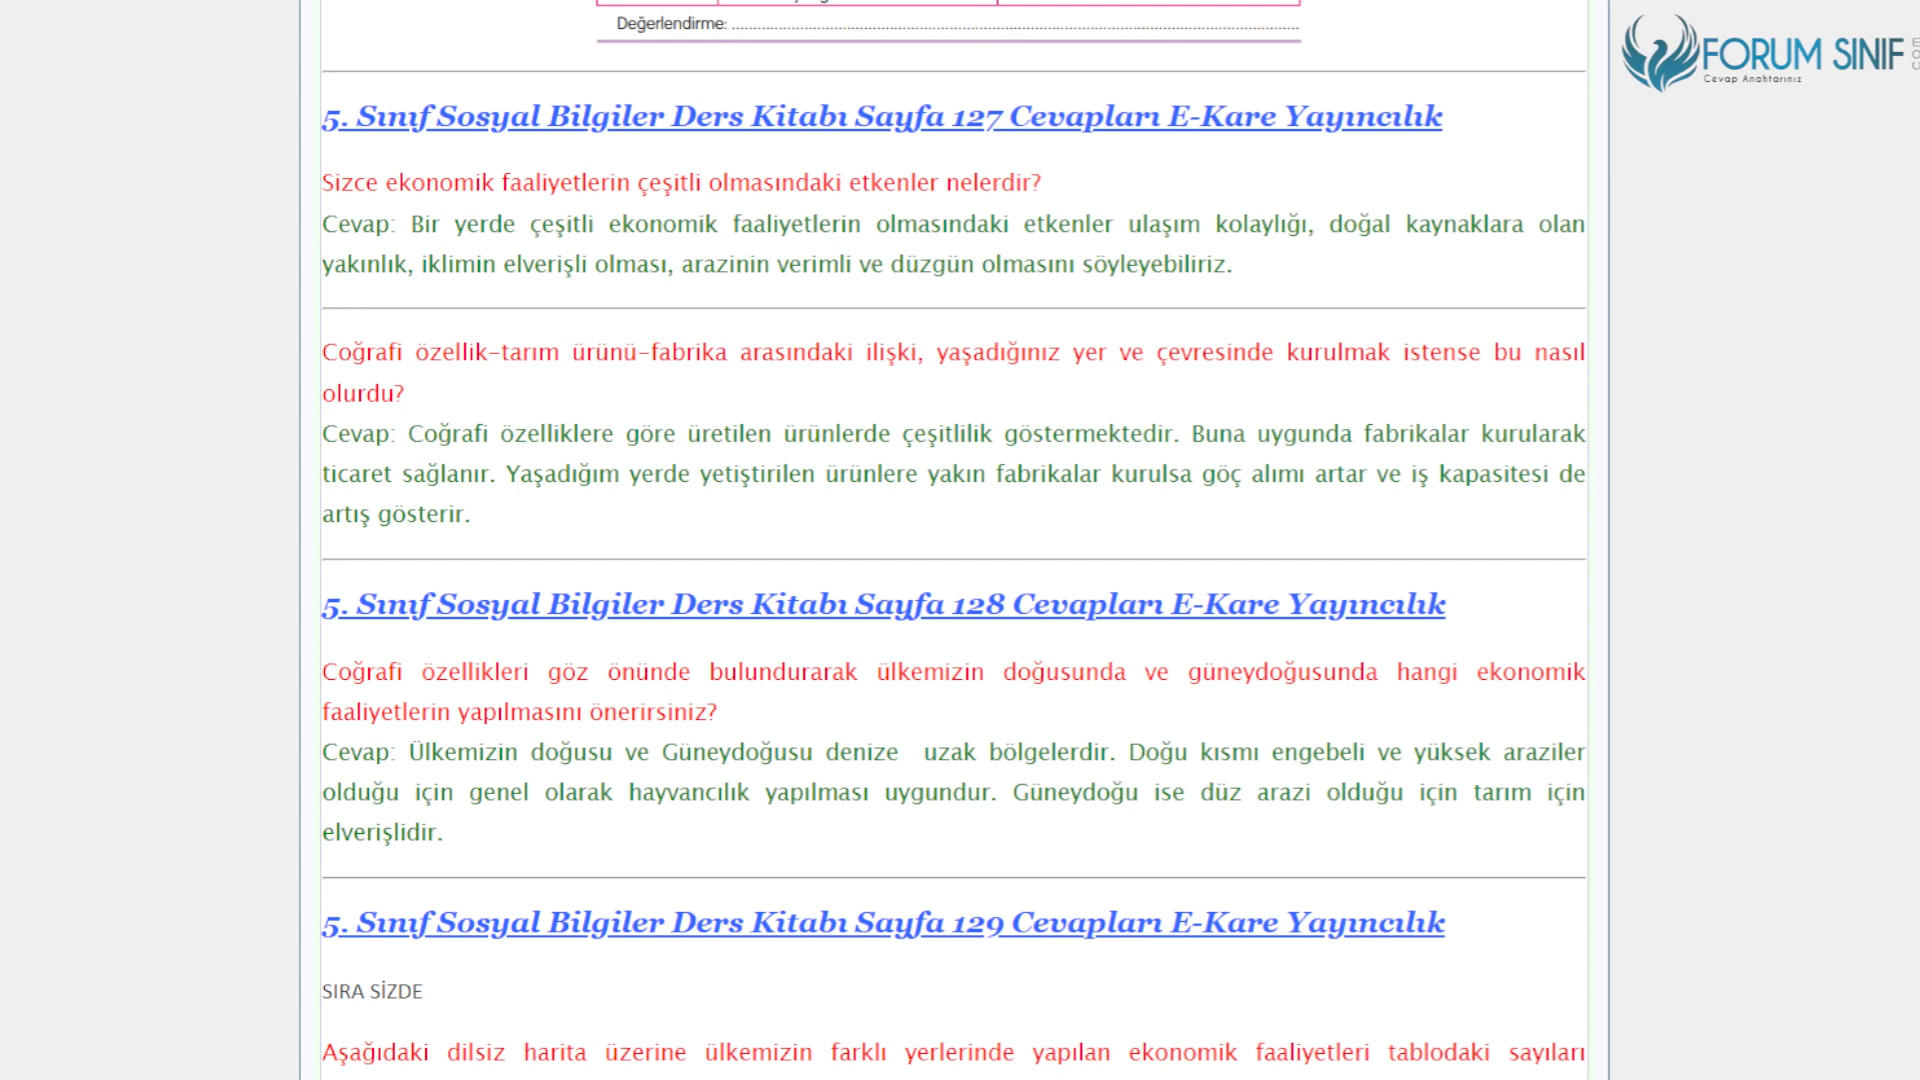 Değerlendirme:
FORUM SINIF
com
Cevap Anahtarınız
5. Sınıf Sosyal Bilgiler Ders Kitabı Sayfa 127 Cevapları E-Kare Yayıncılık
Sizce ekonomik faaliyetlerin çeşitli olmasındaki etkenler nelerdir?
Cevap: Bir yerde çeşitli ekonomik faaliyetlerin olmasındaki etkenler ulaşım kolaylığı, doğal kaynaklara olan
yakınlık, iklimin elverişli olması, arazinin verimli ve düzgün olmasını söyleyebiliriz.
Coğrafi özellik-tarım ürünü-fabrika arasındaki ilişki, yaşadığınız yer ve çevresinde kurulmak istense bu nasıl
olurdu?
Cevap: Coğrafi özelliklere göre üretilen ürünlerde çeşitlilik göstermektedir. Buna uygunda fabrikalar kurularak
ticaret sağlanır. Yaşadığım yerde yetiştirilen ürünlere yakın fabrikalar kurulsa göç alımı artar ve iş kapasitesi de
artış gösterir.
5. Sınıf Sosyal Bilgiler Ders Kitabı Sayfa 128 Cevapları E-Kare Yayıncılık
Coğrafi özellikleri göz önünde bulundurarak ülkemizin doğusunda ve güneydoğusunda hangi ekonomik
faaliyetlerin yapılmasını önerirsiniz?
Cevap: Ülkemizin doğusu ve Güneydoğusu denize uzak bölgelerdir. Doğu kısmı engebeli ve yüksek araziler
olduğu için genel olarak hayvancılık yapılması uygundur. Güneydoğu ise düz arazi olduğu için tarım için
elverişlidir.
5. Sınıf Sosyal Bilgiler Ders Kitabı Sayfa 129 Cevapları E-Kare Yayıncılık
SIRA SİZDE
Aşağıdaki dilsiz harita üzerine ülkemizin farklı yerlerinde yapılan ekonomik faaliyetleri tablodaki sayıları